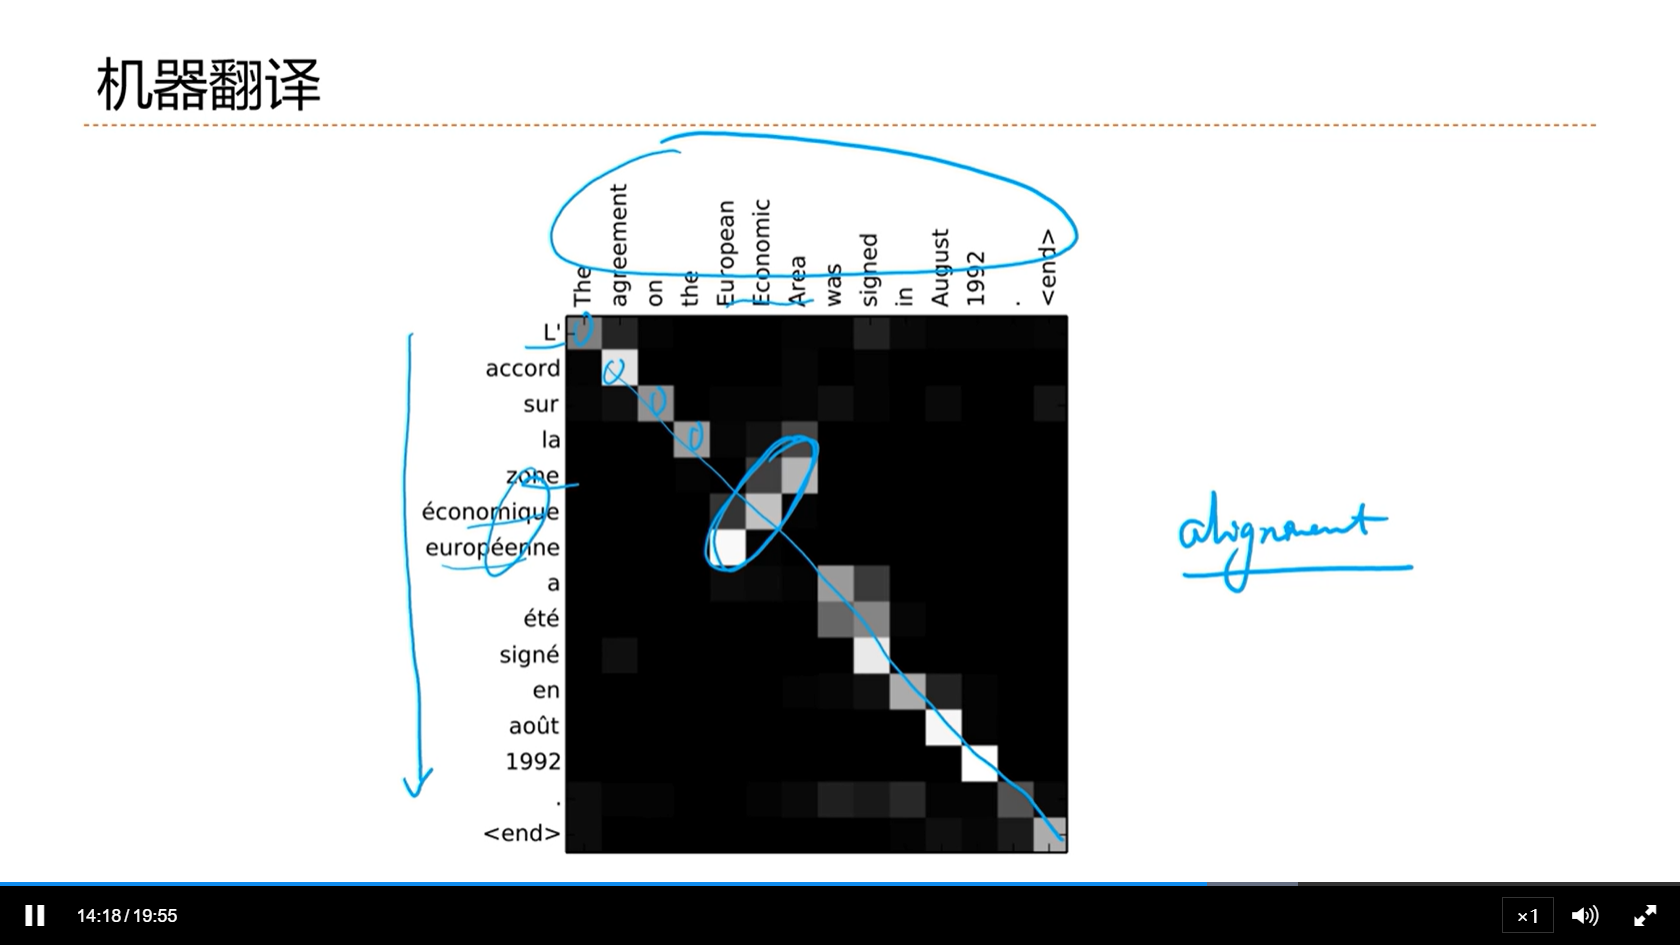 机器翻译
The agreement on the European Economic Area was signed in August 1992 . <end>
L'
accord
sur
la
zone
économique
européenne
a
été
signé
en
août
1992
.
<end>
alignment
14:18 / 19:55
×1